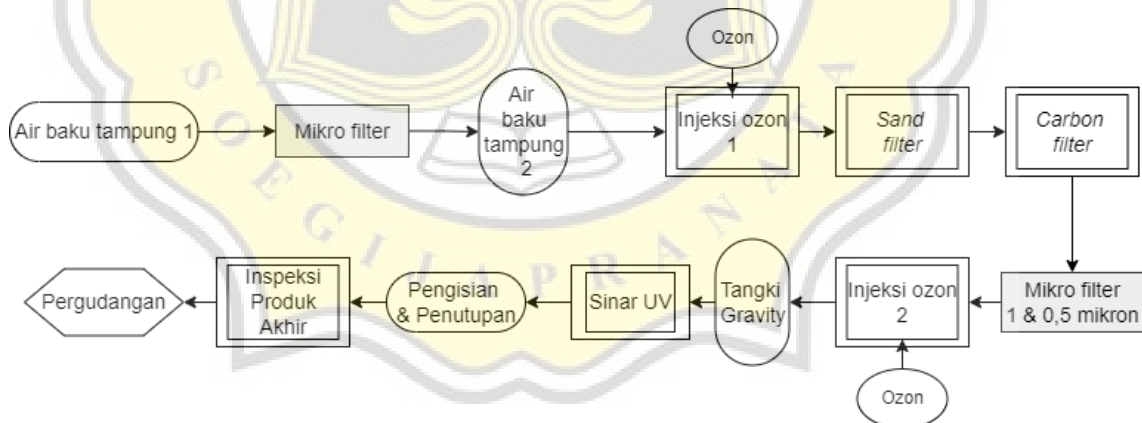 Ozon
Air baku tampung 1
Mikro filter
Air
baku
tampung
2
Injeksi ozon
1
Sand
filter
Carbon
filter
Mikro filter
1 & 0,5 mikron
Injeksi ozon
2
Ozon
Tangki
Gravity
Sinar UV
Pengisian
& Penutupan
Inspeksi
Produk
Akhir
Pergudangan
SOEGIJAPRANATA